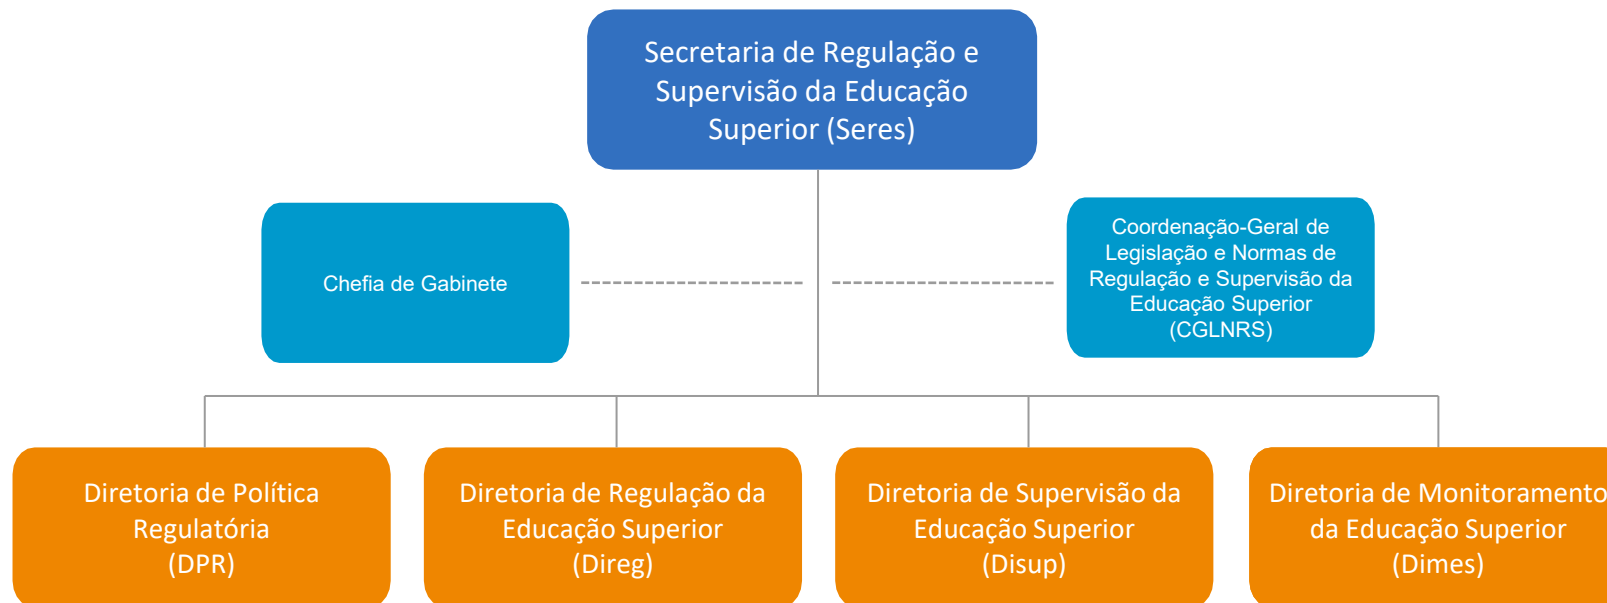 Secretaria de Regulação e
Supervisão da Educação
Superior (Seres)
Chefia de Gabinete
Coordenação-Geral de
Legislação e Normas de
Regulação e Supervisão da
Educação Superior
(CGLNRS)
Diretoria de Política
Regulatória
(DPR)
Diretoria de Regulação da
Educação Superior
(Direg)
Diretoria de Supervisão da
Educação Superior
(Disup)
Diretoria de Monitoramento
da Educação Superior
(Dimes)